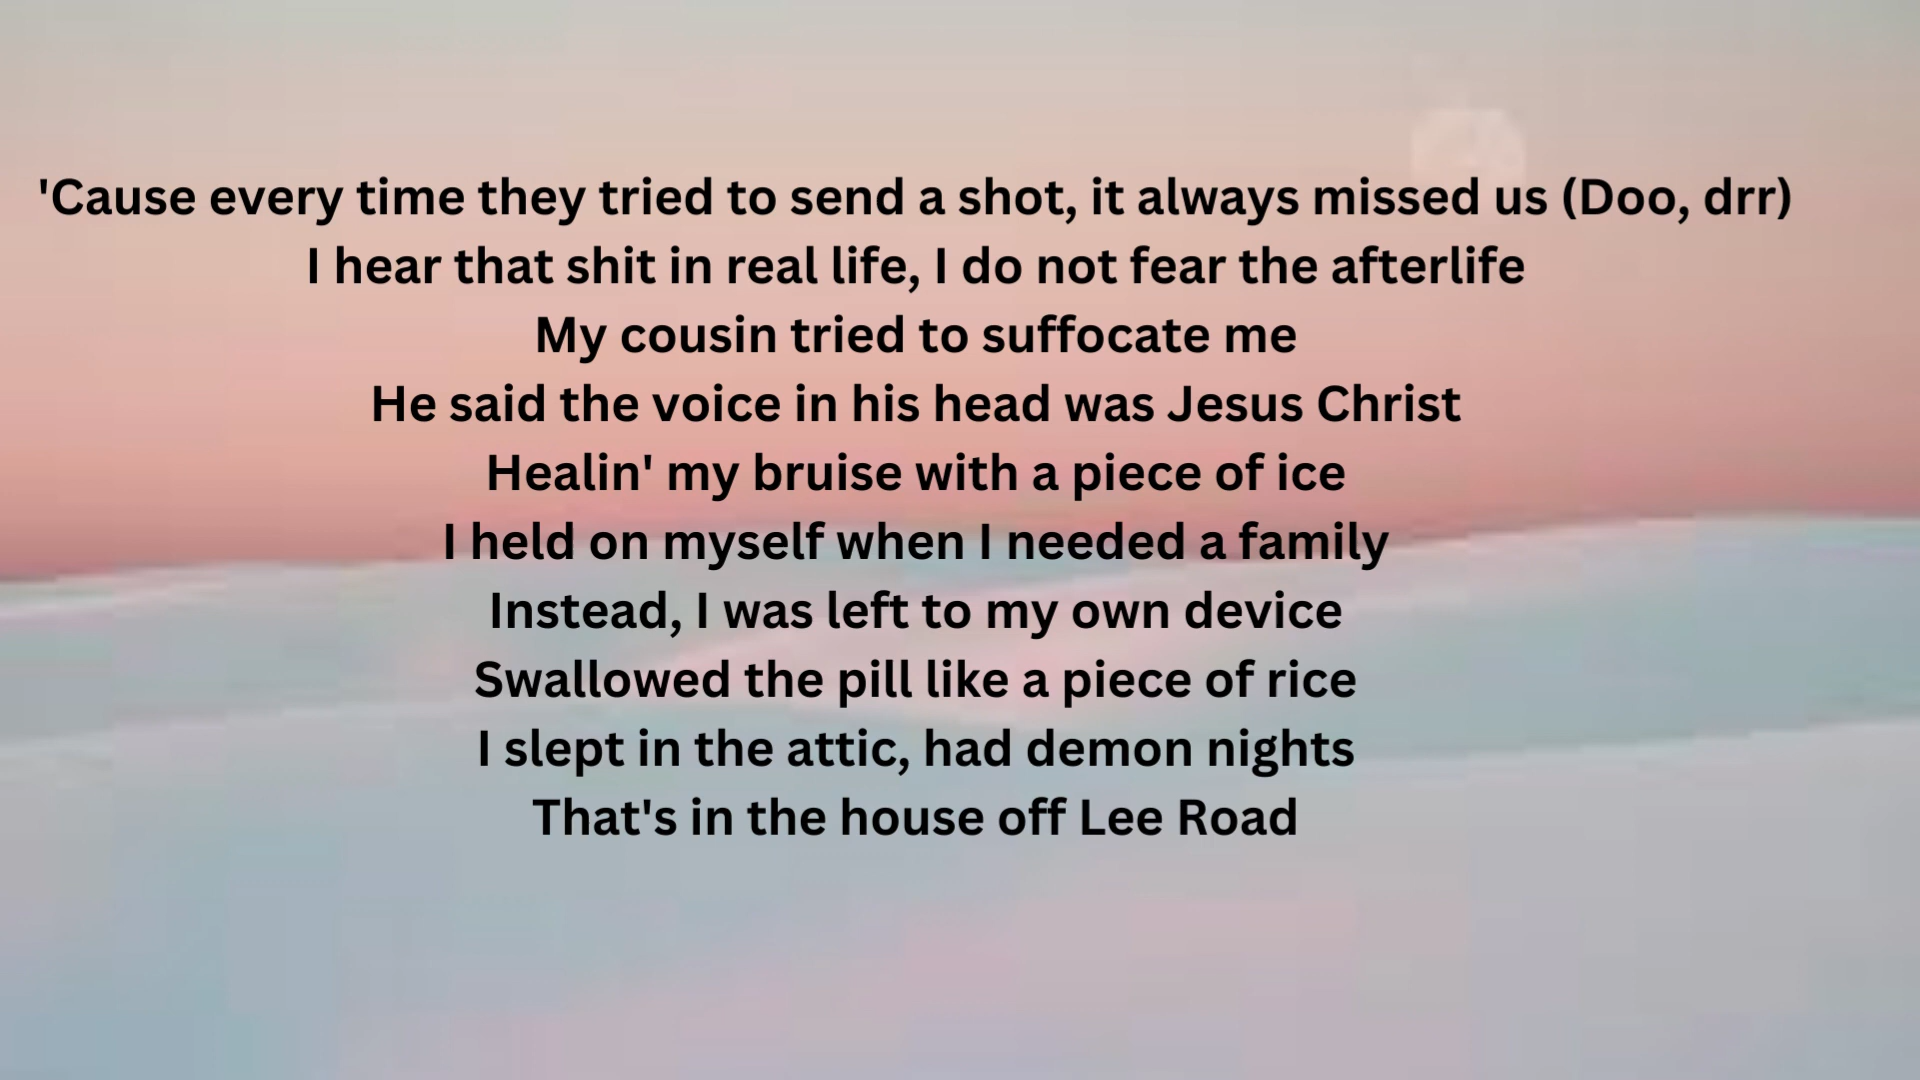 'Cause every time they tried to send a shot, it always missed us (Doo, drr)
I hear that shit in real life, I do not fear the afterlife
My cousin tried to suffocate me
He said the voice in his head was Jesus Christ
Healin' my bruise with a piece of ice
I held on myself when I needed a family
Instead, I was left to my own device
Swallowed the pill like a piece of rice
I slept in the attic, had demon nights
That's in the house off Lee Road